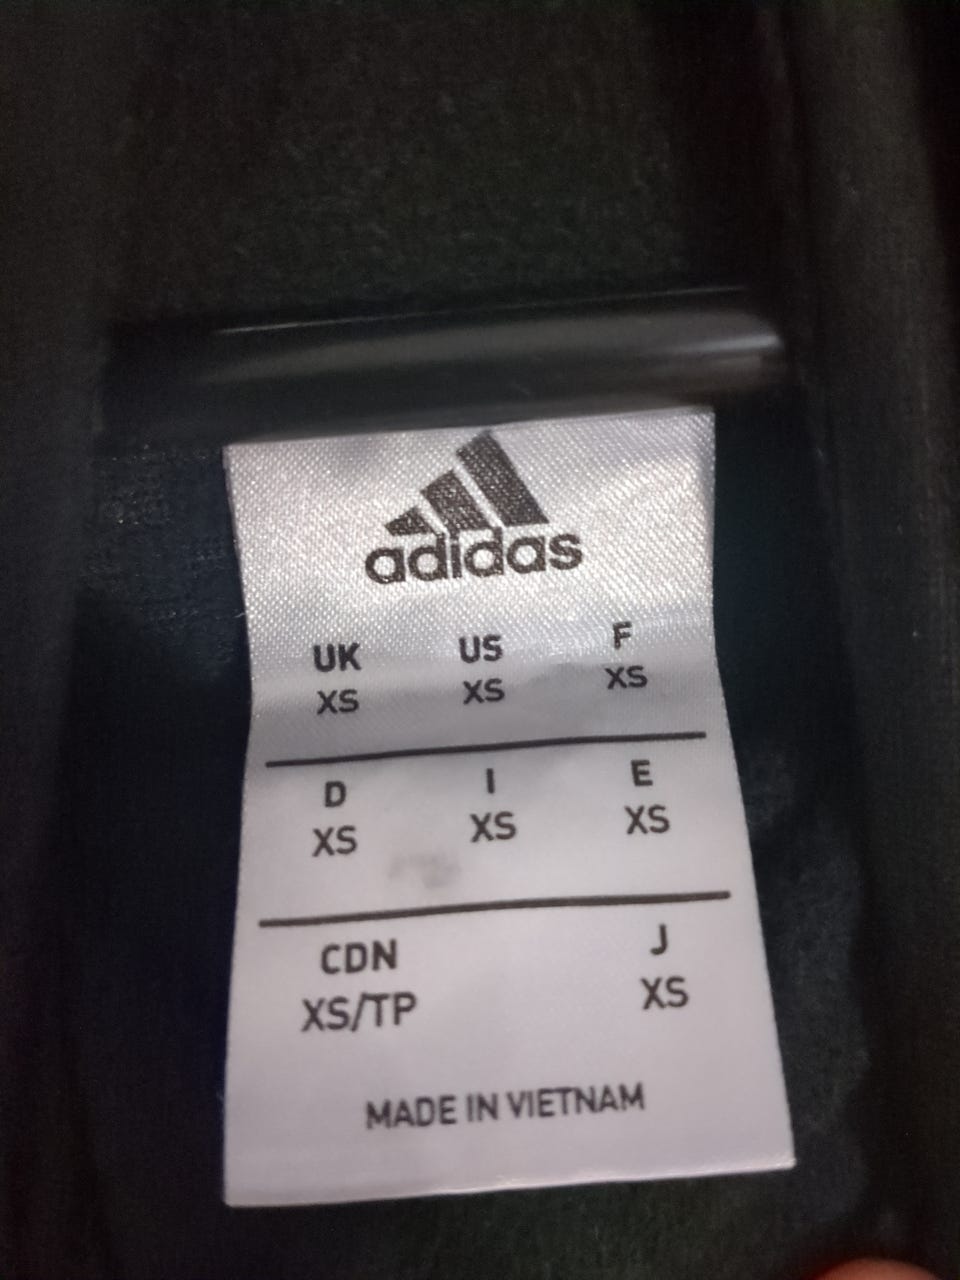 adidas
UK US F
XS XS XS
D I E
XS XS XS
CDN J
XS/TP XS
MADE IN VIETNAM